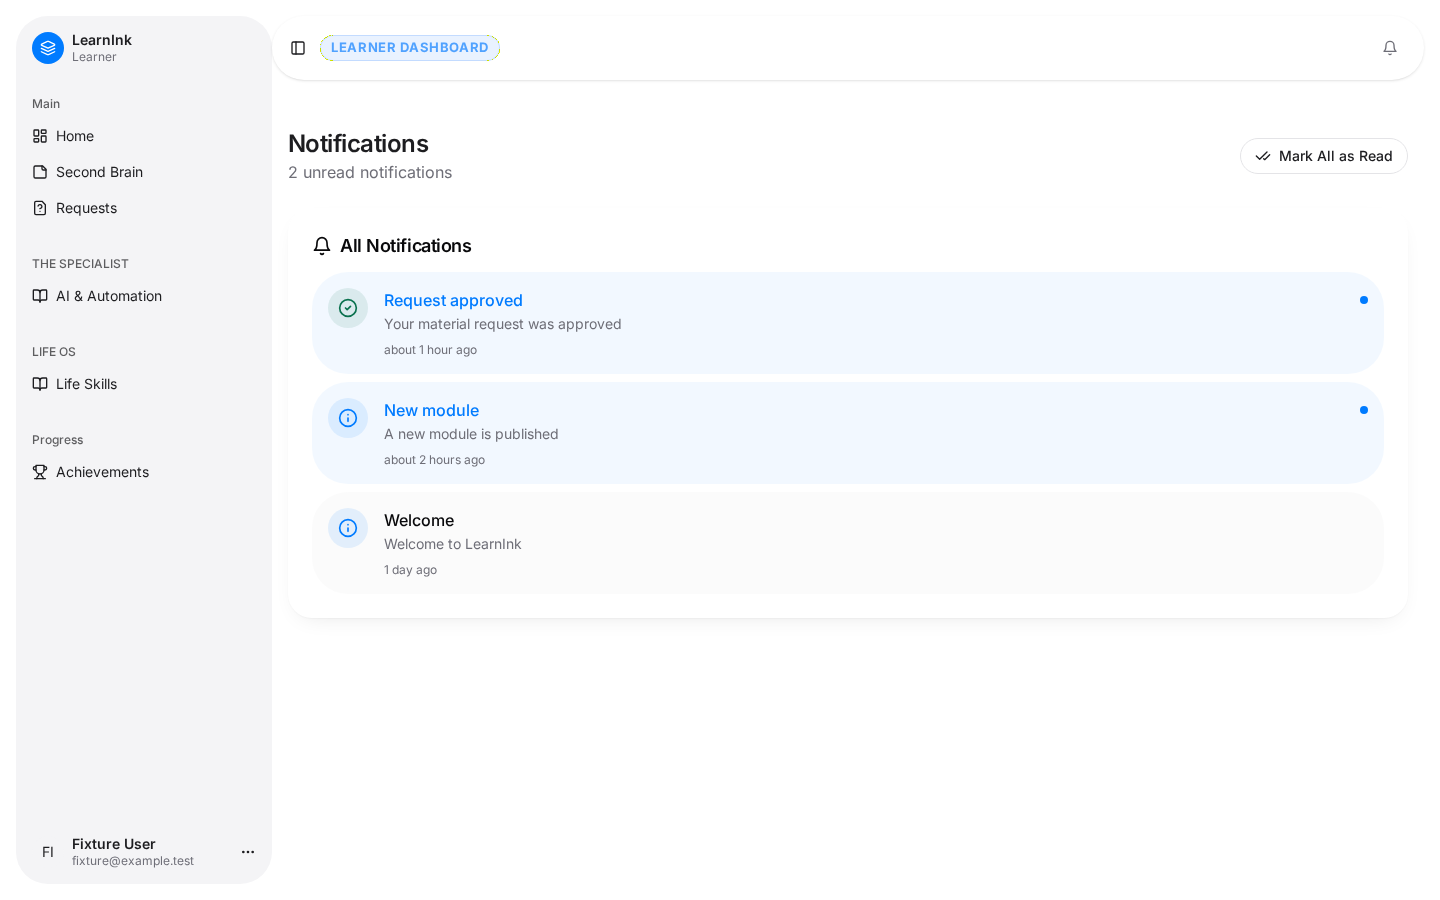 LearnInk
Learner
Main
Home
Second Brain
Requests
THE SPECIALIST
AI & Automation
LIFE OS
Life Skills
Progress
Achievements
FI
Fixture User
fixture@example.test
LEARNER DASHBOARD
Notifications
2 unread notifications
Mark All as Read
All Notifications
Request approved
Your material request was approved
about 1 hour ago
New module
A new module is published
about 2 hours ago
Welcome
Welcome to LearnInk
1 day ago